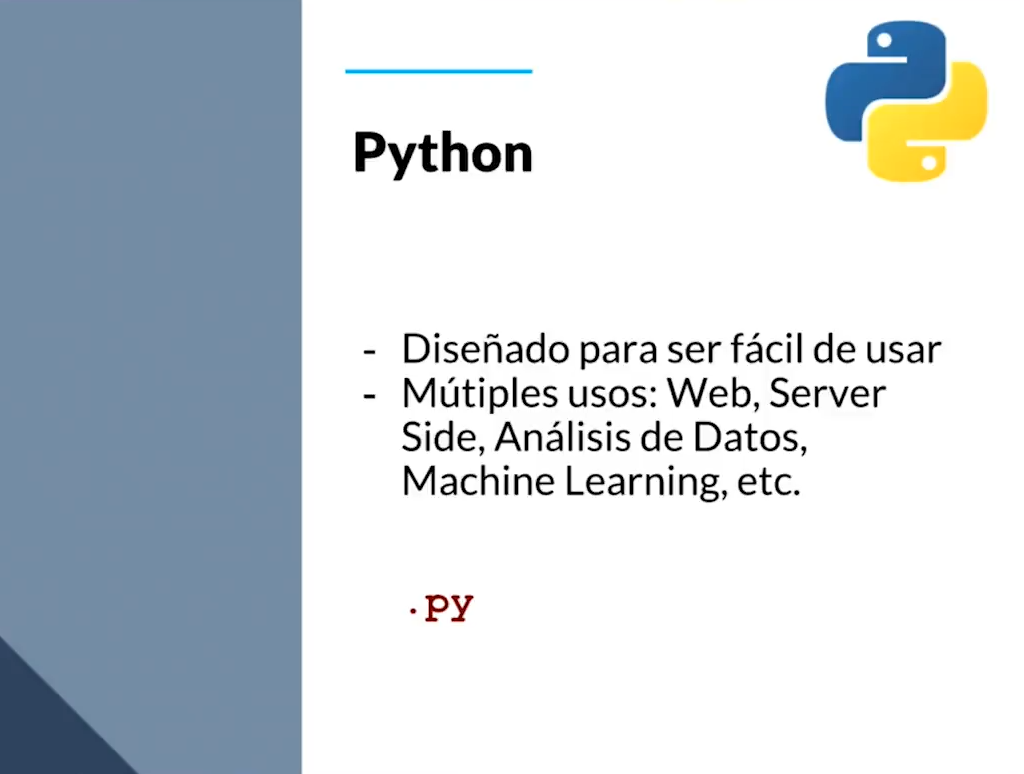 Python
- Diseñado para ser fácil de usar
- Mútiples usos: Web, Server
Side, Análisis de Datos,
Machine Learning, etc.
.py